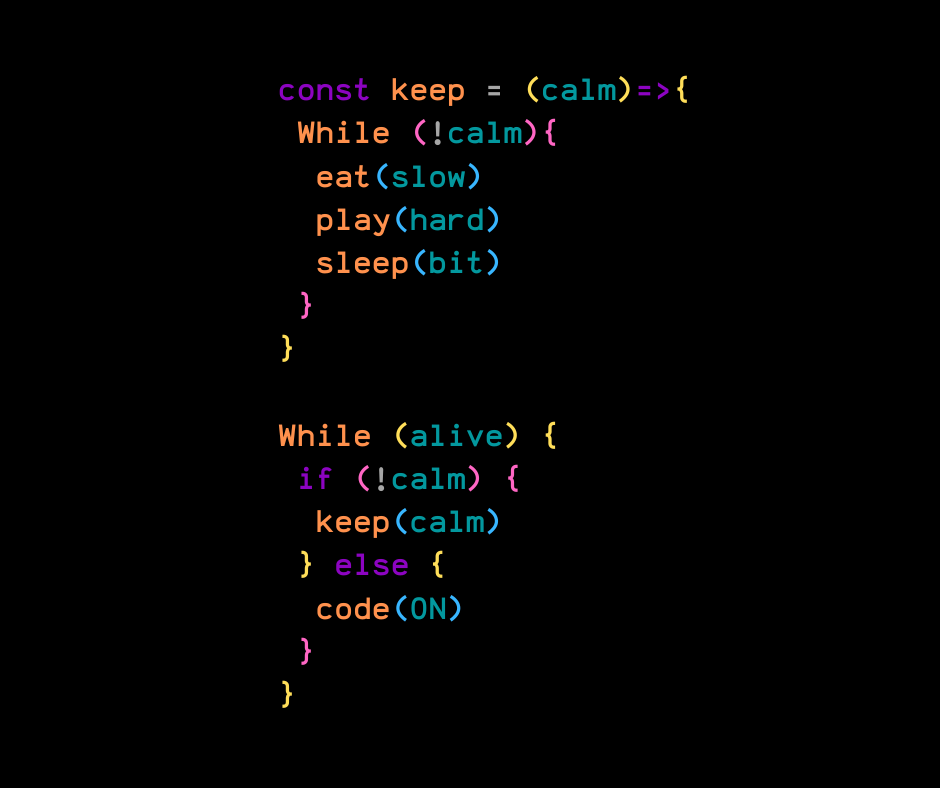 const keep = (calm)=>{
 While (!calm){
  eat(slow)
  play(hard)
  sleep(bit)
 }
}

While (alive) {
 if (!calm) {
  keep(calm)
 } else {
  code(ON)
 }
}